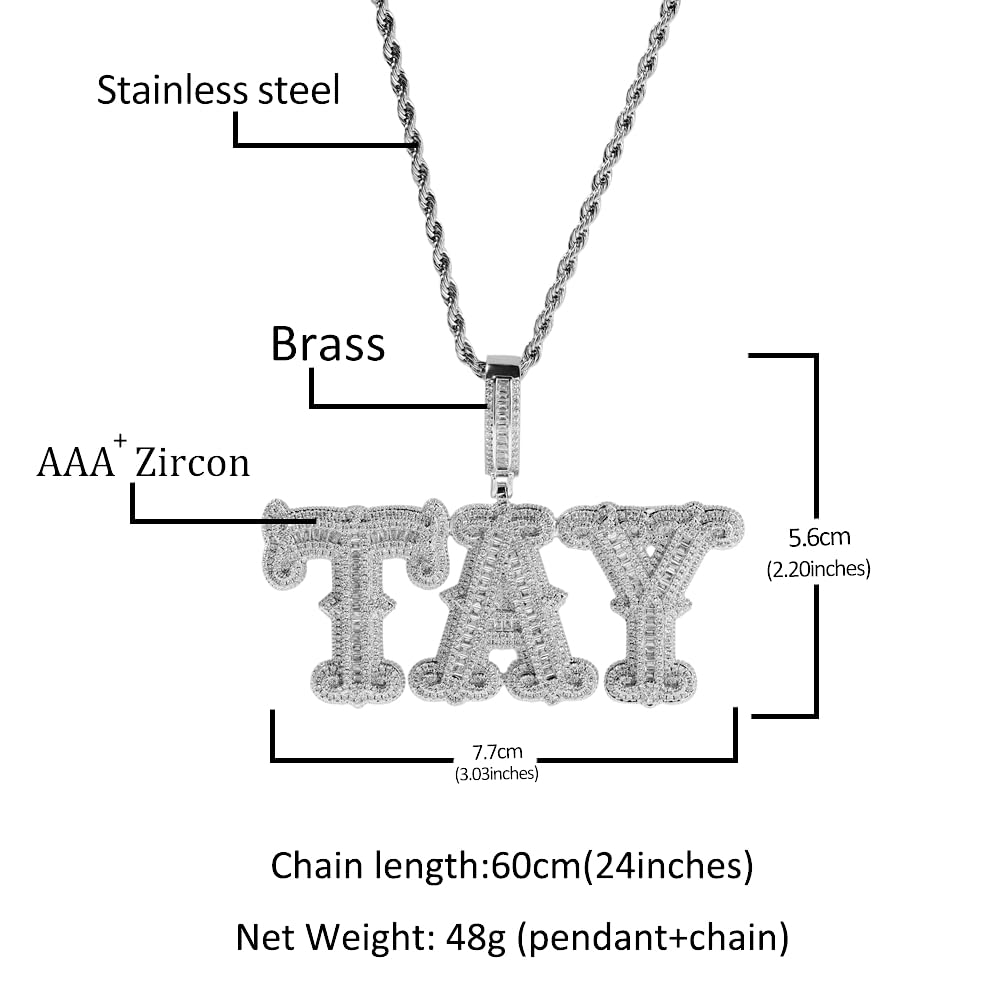 Stainless steel
Brass
AAA+ Zircon
TAY
5.6cm
(2.20inches)
7.7cm
(3.03inches)
Chain length:60cm(24inches)
Net Weight: 48g (pendant+chain)